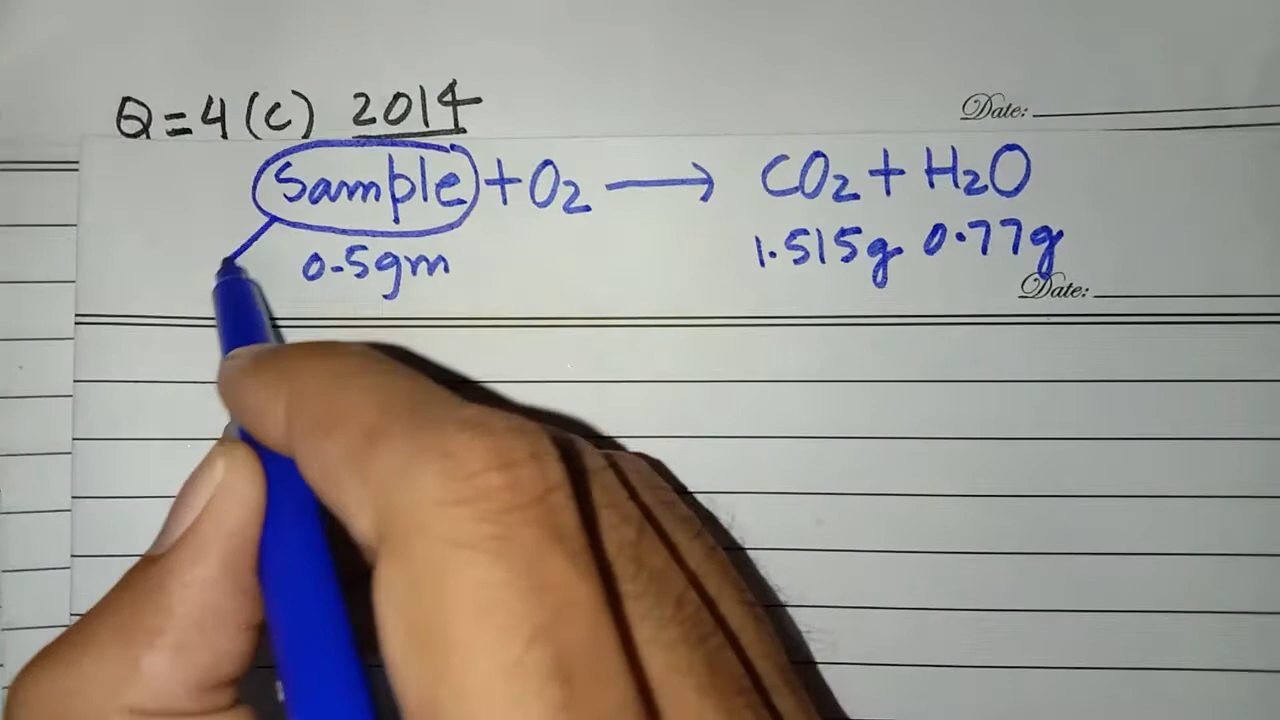 Q=4(C) 2014
Date:
Sample + O₂ → CO₂ + H₂O
0.5gm 1.515g 0.77g
Date: